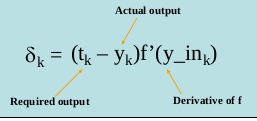 Actual output
δk = (tk – yk)f’(y_ink)
Required output
Derivative of f